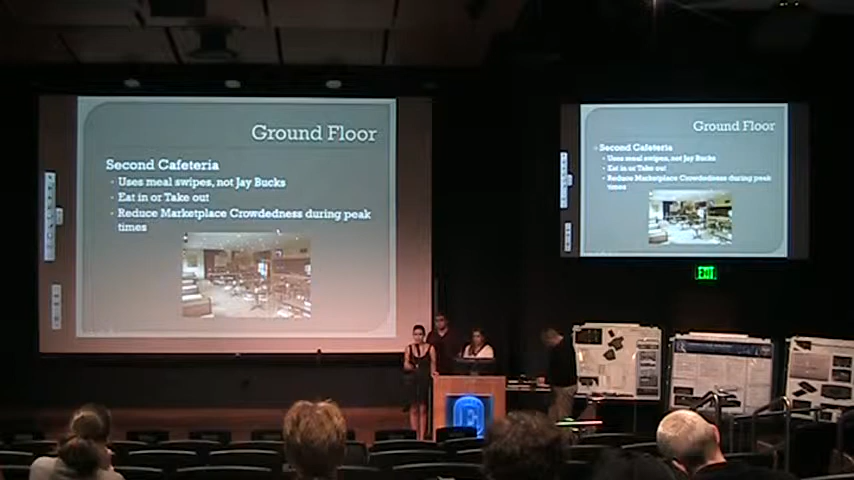 Ground Floor
Second Cafeteria
Uses meal swipes, not Jay Bucks
Eat in or Take out
Reduce Marketplace Crowdedness during peak
times
Ground Floor
Second Cafeteria
Uses meal swipes, not Jay Bucks
Eat in or Take out
Reduce Marketplace Crowdedness during peak
times
EXIT
E